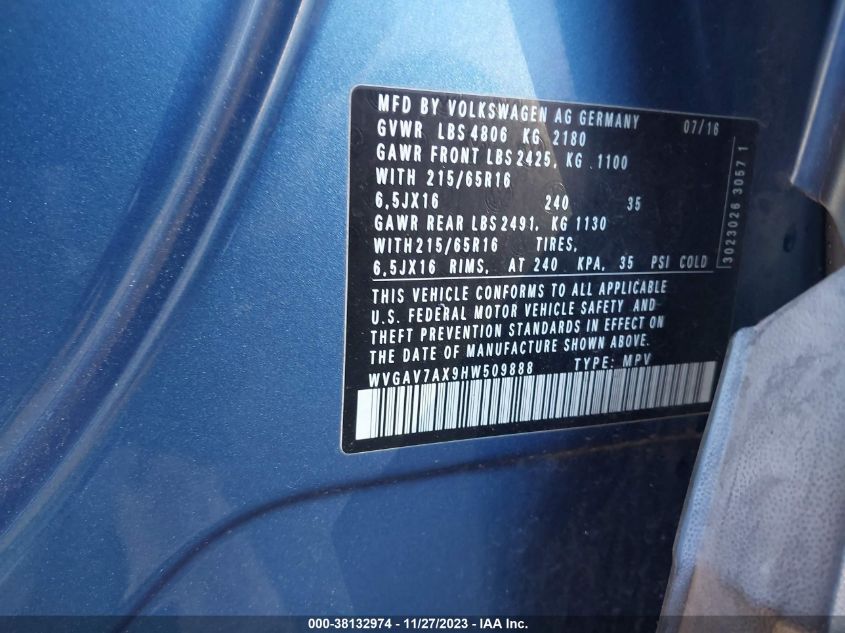 MFD BY VOLKSWAGEN AG GERMANY 07/16
GVWR LBS 4806 KG 2180
GAWR FRONT LBS 2425, KG .1100
WITH 215/65R16
6,5JX16 240 35
GAWR REAR LBS 2491, KG 1130
WITH 215/65R16 TIRES,
6,5JX16 RIMS, AT 240 KPA, 35 PSI COLD
THIS VEHICLE CONFORMS TO ALL APPLICABLE
U.S. FEDERAL MOTOR VEHICLE SAFETY AND
THEFT PREVENTION STANDARDS IN EFFECT ON
THE DATE OF MANUFACTURE SHOWN ABOVE.
WVGAV7AX9HW509888 TYPE: MPV
3023026 3057 1
000-38132974 - 11/27/2023 - IAA Inc.